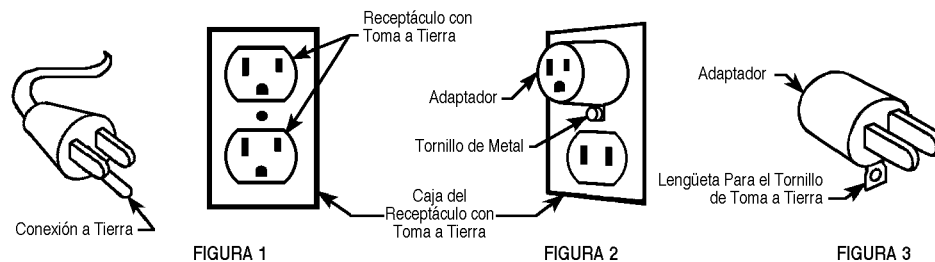 Receptáculo con
Toma a Tierra
Conexión a Tierra
FIGURA 1
Caja del
Receptáculo con
Toma a Tierra
Adaptador
Tornillo de Metal
FIGURA 2
Adaptador
Lengüeta Para el Tornillo
de Toma a Tierra
FIGURA 3